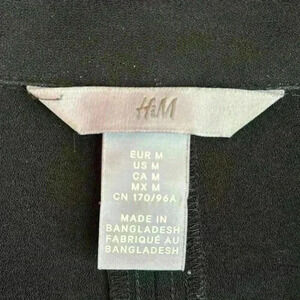 H&M
EUR M
US M
CA M
MX M
CN 170/96A
MADE IN
BANGLADESH
FABRIQUÉ AU
BANGLADESH